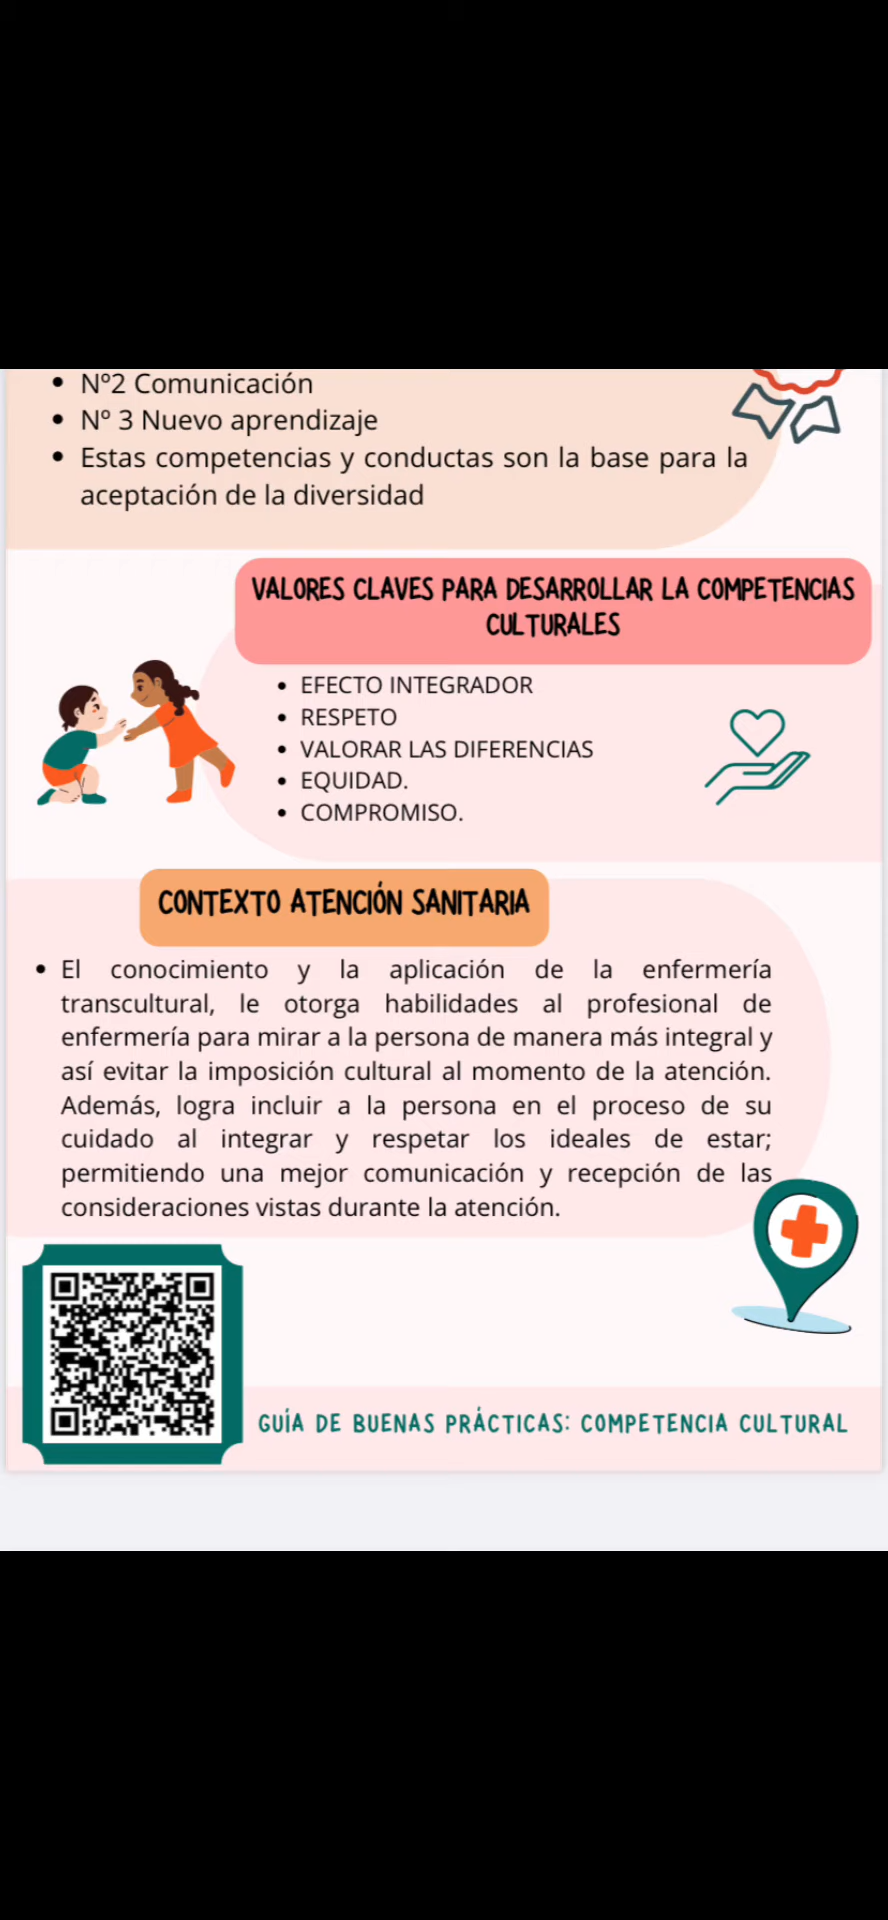 Nº2 Comunicación
Nº 3 Nuevo aprendizaje
Estas competencias y conductas son la base para la
aceptación de la diversidad
VALORES CLAVES PARA DESARROLLAR LA COMPETENCIAS
CULTURALES
EFECTO INTEGRADOR
RESPETO
VALORAR LAS DIFERENCIAS
EQUIDAD.
COMPROMISO.
CONTEXTO ATENCIÓN SANITARIA
El conocimiento y la aplicación de la enfermería
transcultural, le otorga habilidades al profesional de
enfermería para mirar a la persona de manera más integral y
así evitar la imposición cultural al momento de la atención.
Además, logra incluir a la persona en el proceso de su
cuidado al integrar y respetar los ideales de estar;
permitiendo una mejor comunicación y recepción de las
consideraciones vistas durante la atención.
GUÍA DE BUENAS PRÁCTICAS: COMPETENCIA CULTURAL